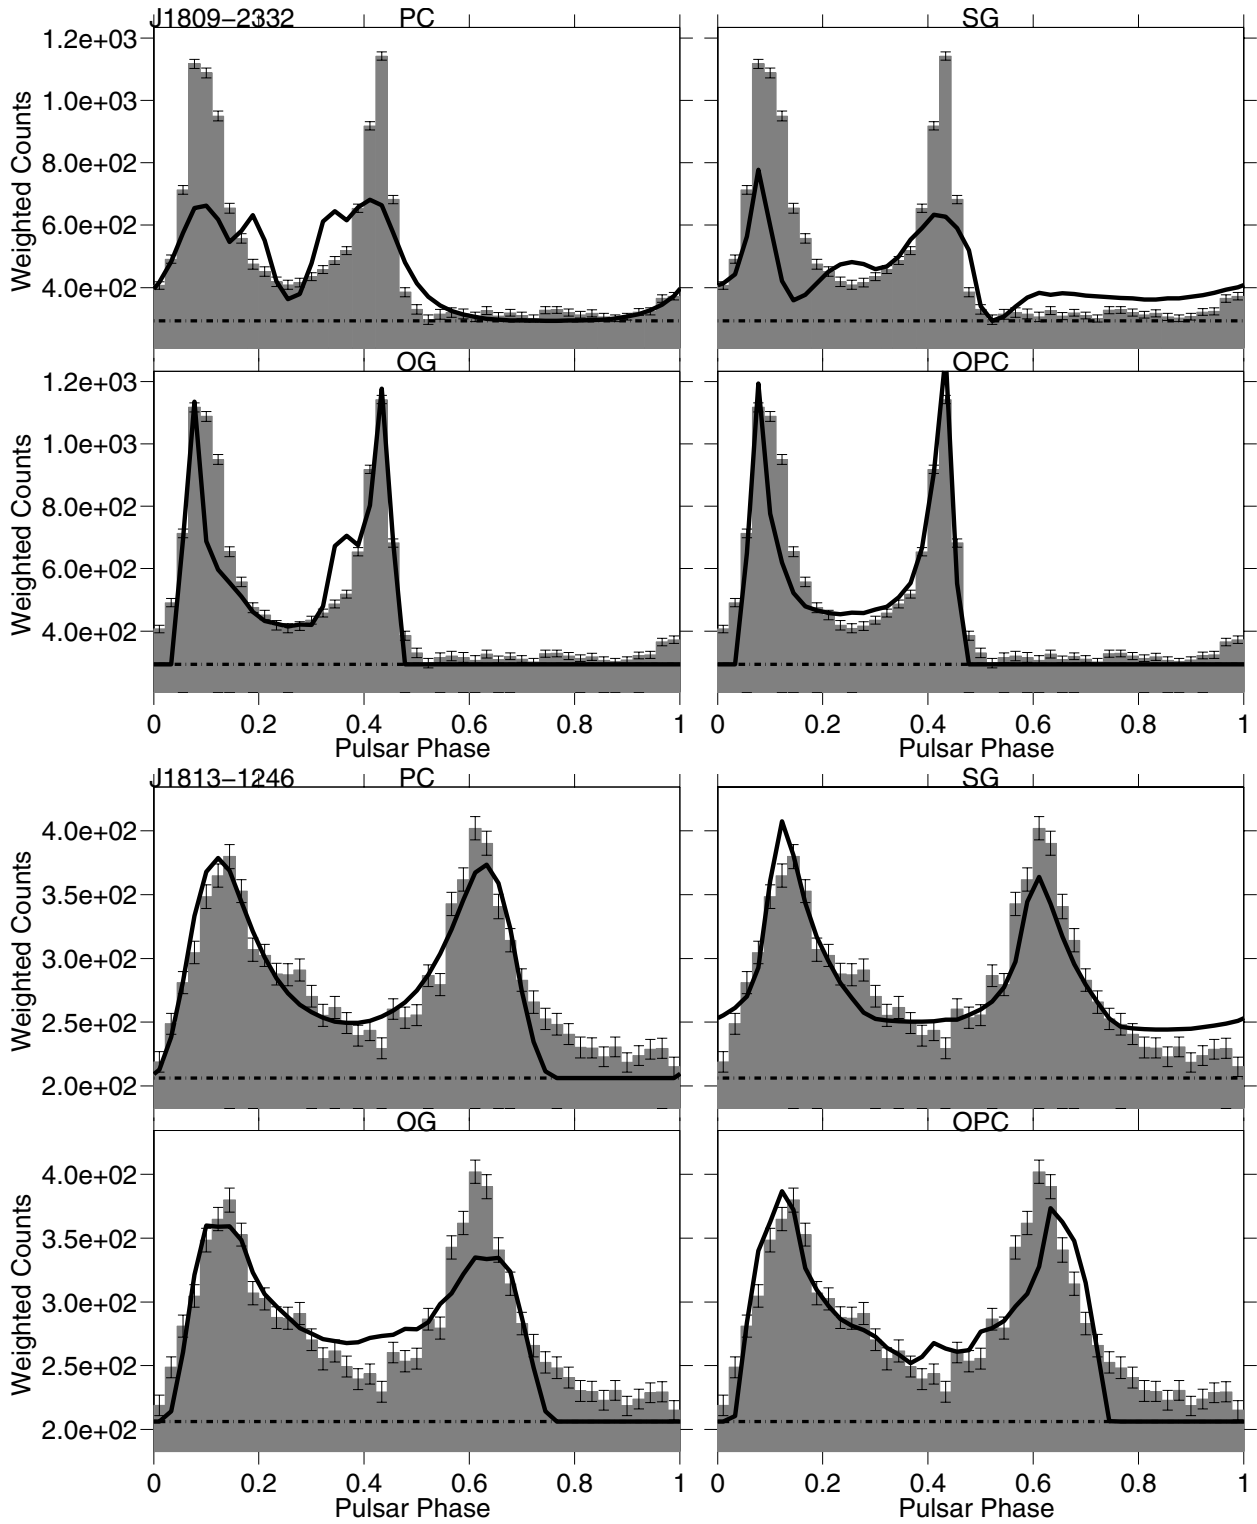 J1809−2332 PC SG
1.2e+03
1.0e+03
8.0e+02
6.0e+02
4.0e+02
Weighted Counts
OG OPC
1.2e+03
1.0e+03
8.0e+02
6.0e+02
4.0e+02
Weighted Counts
0 0.2 0.4 0.6 0.8 1 0 0.2 0.4 0.6 0.8 1
Pulsar Phase Pulsar Phase
J1813−1246 PC SG
4.0e+02
3.5e+02
3.0e+02
2.5e+02
2.0e+02
Weighted Counts
OG OPC
4.0e+02
3.5e+02
3.0e+02
2.5e+02
2.0e+02
Weighted Counts
0 0.2 0.4 0.6 0.8 1 0 0.2 0.4 0.6 0.8 1
Pulsar Phase Pulsar Phase